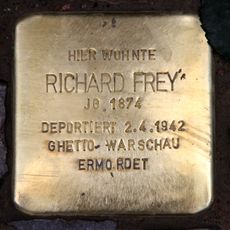 HIER WOHNTE
RICHARD FREY
JG. 1874
DEPORTIERT 2.4.1942
GHETTO-WARSCHAU
ERMORDET